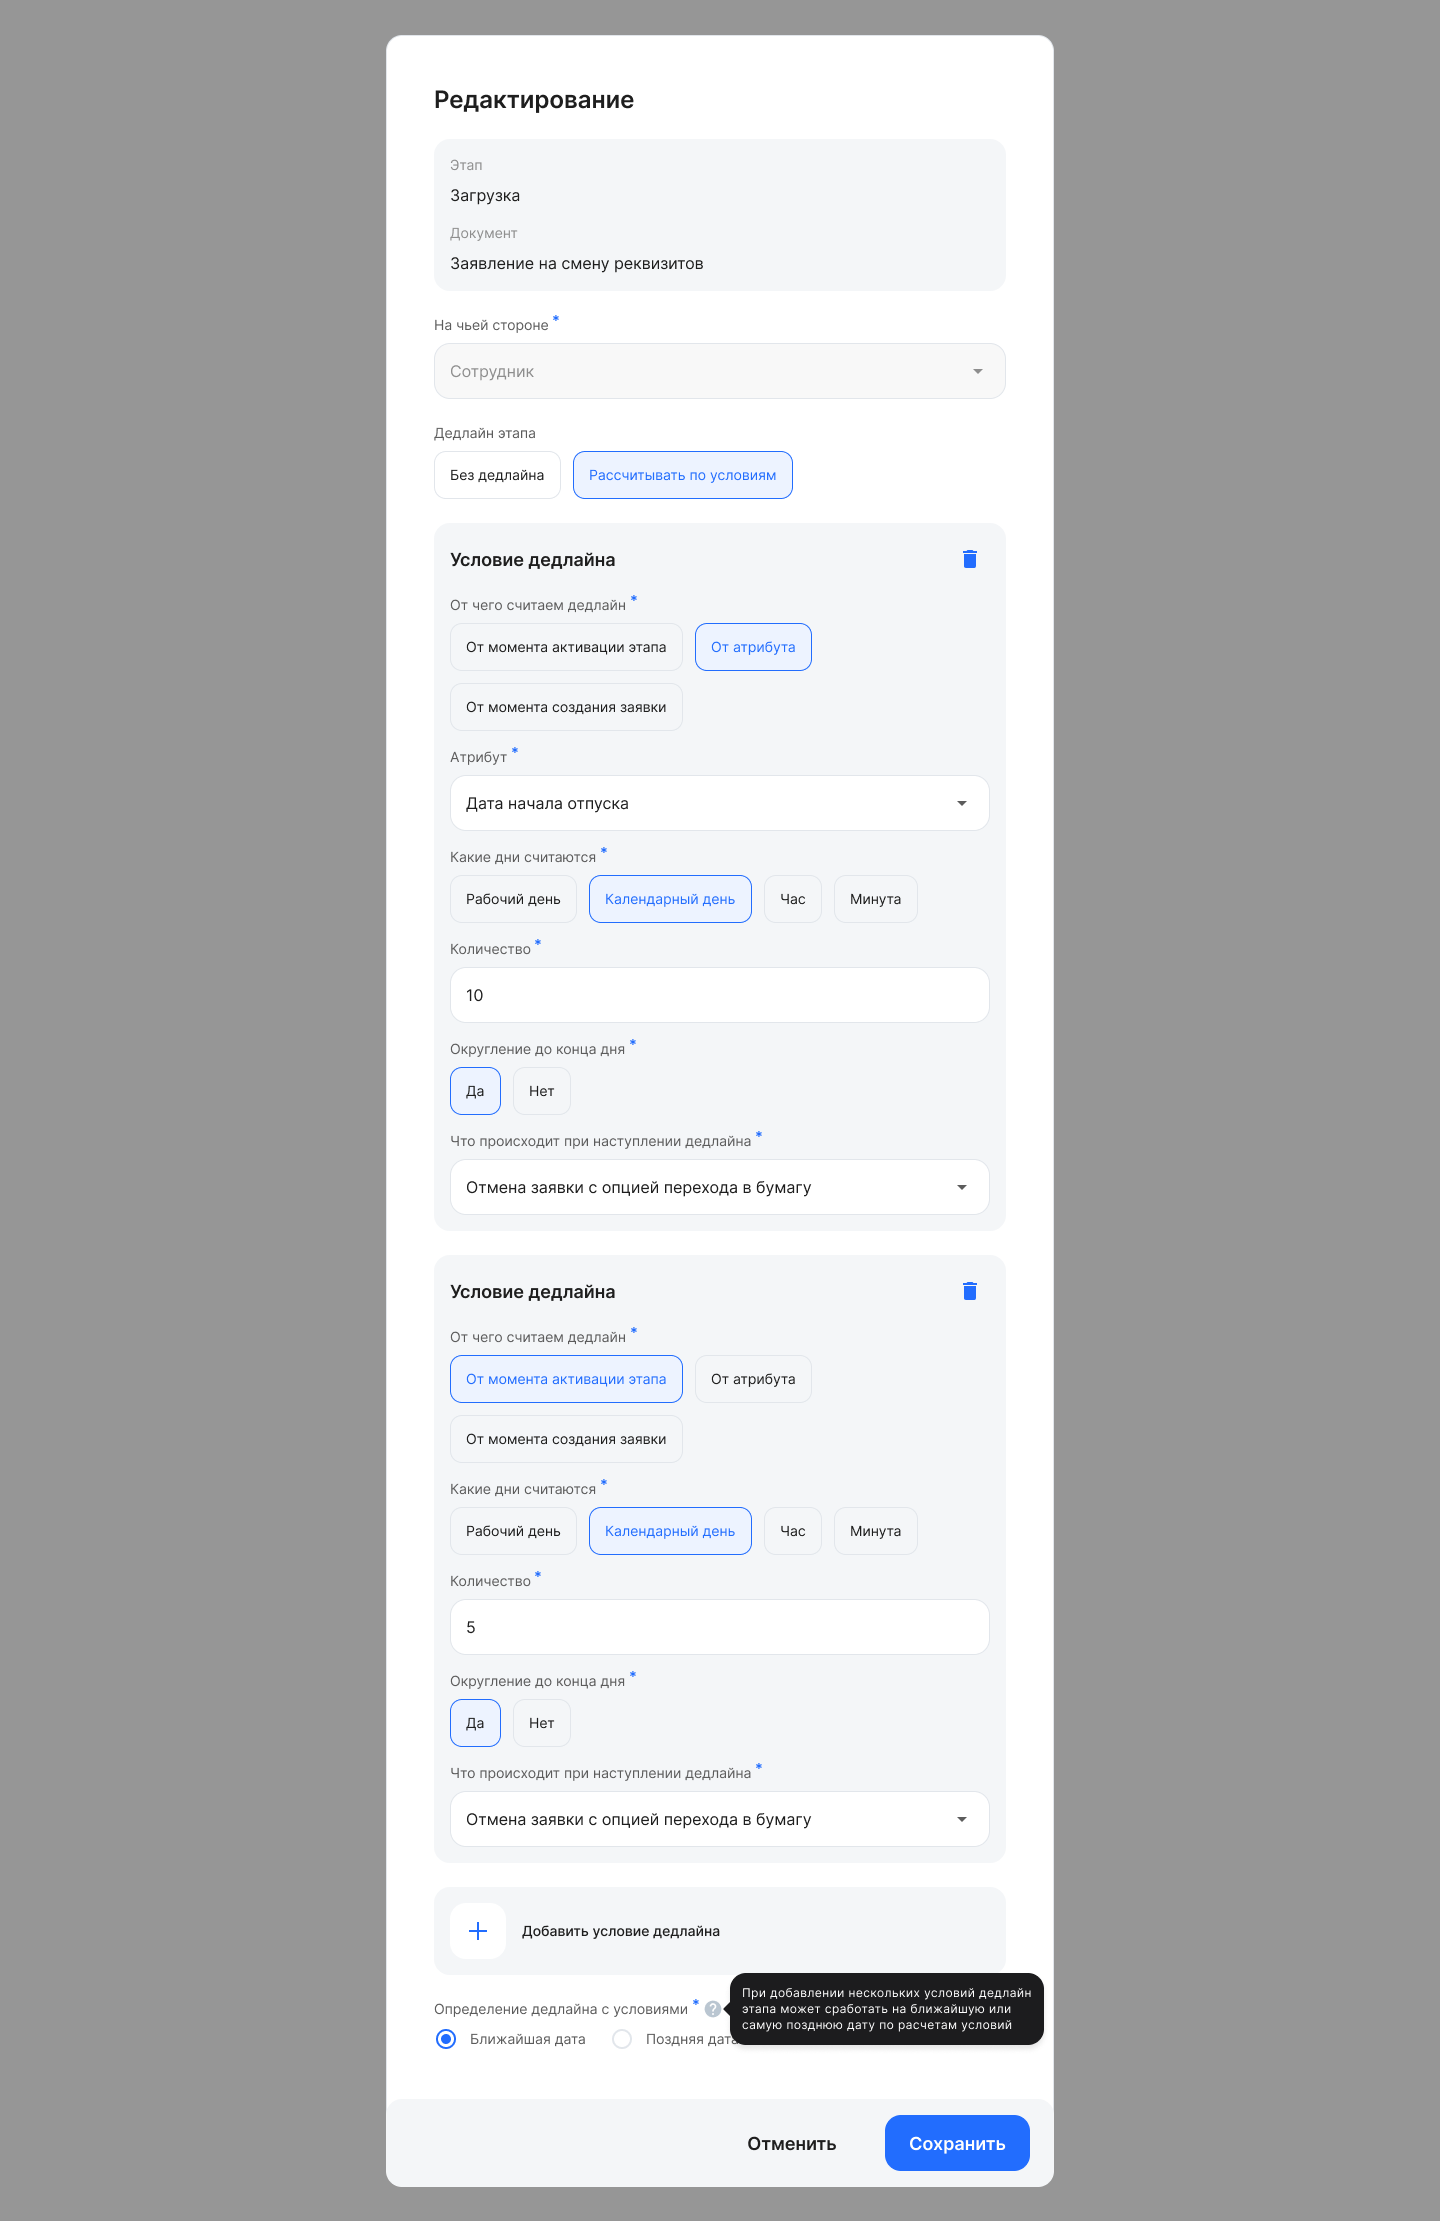 Редактирование
Этап
Загрузка
Документ
Заявление на смену реквизитов
На чьей стороне *
Сотрудник
Дедлайн этапа
Без дедлайна Рассчитывать по условиям
Условие дедлайна
От чего считаем дедлайн *
От момента активации этапа От атрибута
От момента создания заявки
Атрибут *
Дата начала отпуска
Какие дни считаются *
Рабочий день Календарный день Час Минута
Количество *
10
Округление до конца дня *
Да Нет
Что происходит при наступлении дедлайна *
Отмена заявки с опцией перехода в бумагу
Условие дедлайна
От чего считаем дедлайн *
От момента активации этапа От атрибута
От момента создания заявки
Какие дни считаются *
Рабочий день Календарный день Час Минута
Количество *
5
Округление до конца дня *
Да Нет
Что происходит при наступлении дедлайна *
Отмена заявки с опцией перехода в бумагу
Добавить условие дедлайна
Определение дедлайна с условиями * ?
При добавлении нескольких условий дедлайн
этапа может сработать на ближайшую или
самую позднюю дату по расчетам условий
Ближайшая дата Поздняя дата
Отменить Сохранить